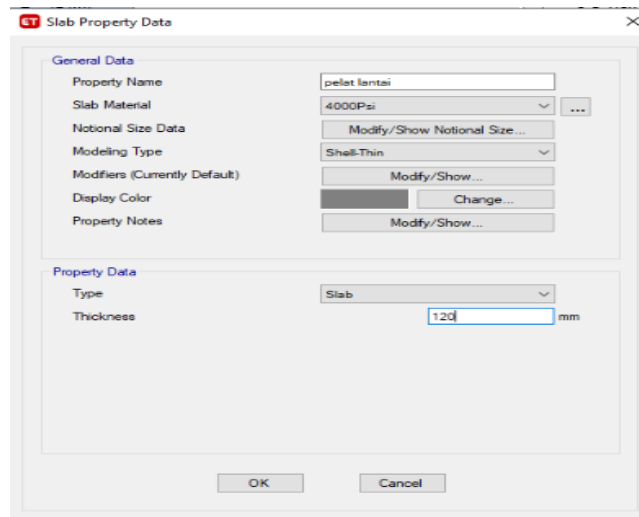 ET Slab Property Data
General Data
Property Name pelat lantai
Slab Material 4000Psi ...
Notional Size Data Modify/Show Notional Size...
Modeling Type Shell-Thin
Modifiers (Currently Default) Modify/Show...
Display Color Change...
Property Notes Modify/Show...
Property Data
Type Slab
Thickness 120 mm
OK Cancel